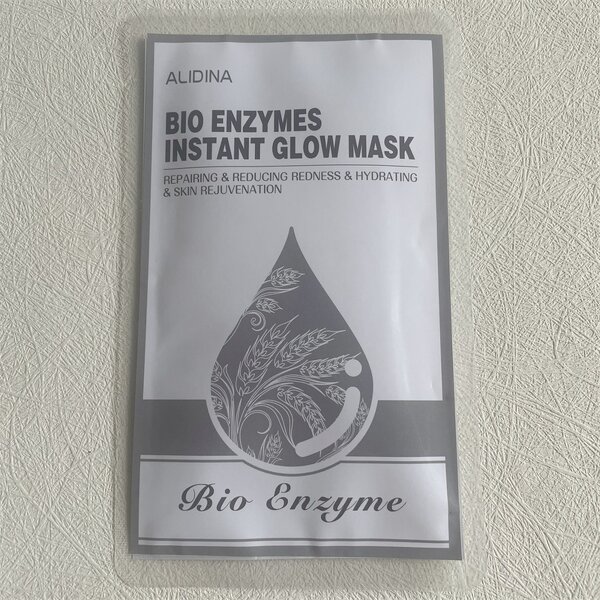 ALIDINA
BIO ENZYMES
INSTANT GLOW MASK
REPAIRING & REDUCING REDNESS & HYDRATING
& SKIN REJUVENATION
Bio Enzyme